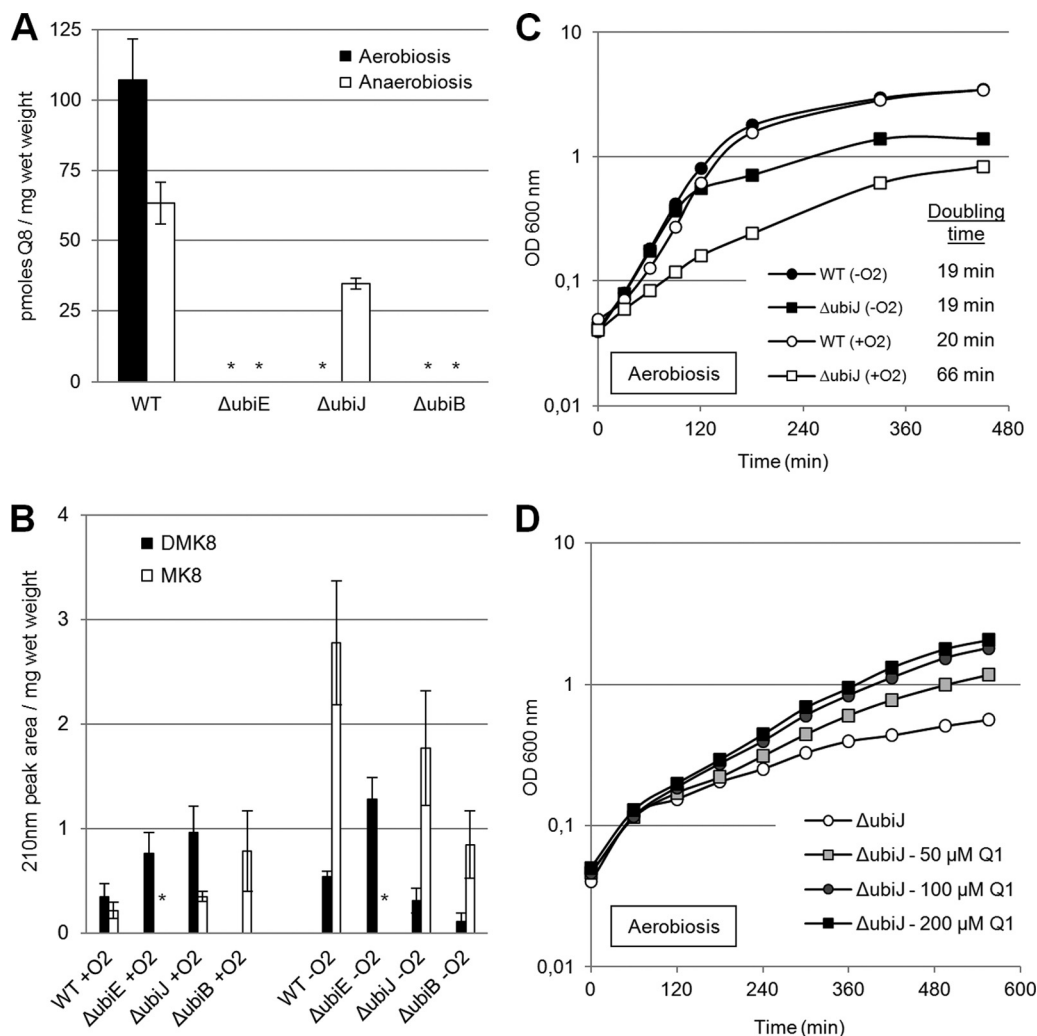 A
pmoles Q8 / mg wet weight
125
100
75
50
25
0
Aerobiosis
Anaerobiosis
* * * * *
WT ΔubiE ΔubiJ ΔubiB
C
OD 600 nm
10
1
0,1
0,01
Doubling
time
WT (-O2) 19 min
ΔubiJ (-O2) 19 min
WT (+O2) 20 min
ΔubiJ (+O2) 66 min
Aerobiosis
0 120 240 360 480
Time (min)
B
210nm peak area / mg wet weight
4
3
2
1
0
DMK8
MK8
* *
WT +O2
ΔubiE +O2
ΔubiJ +O2
ΔubiB +O2
WT -O2
ΔubiE -O2
ΔubiJ -O2
ΔubiB -O2
D
OD 600 nm
10
1
0,1
0,01
ΔubiJ
ΔubiJ - 50 µM Q1
ΔubiJ - 100 µM Q1
ΔubiJ - 200 µM Q1
Aerobiosis
0 120 240 360 480 600
Time (min)